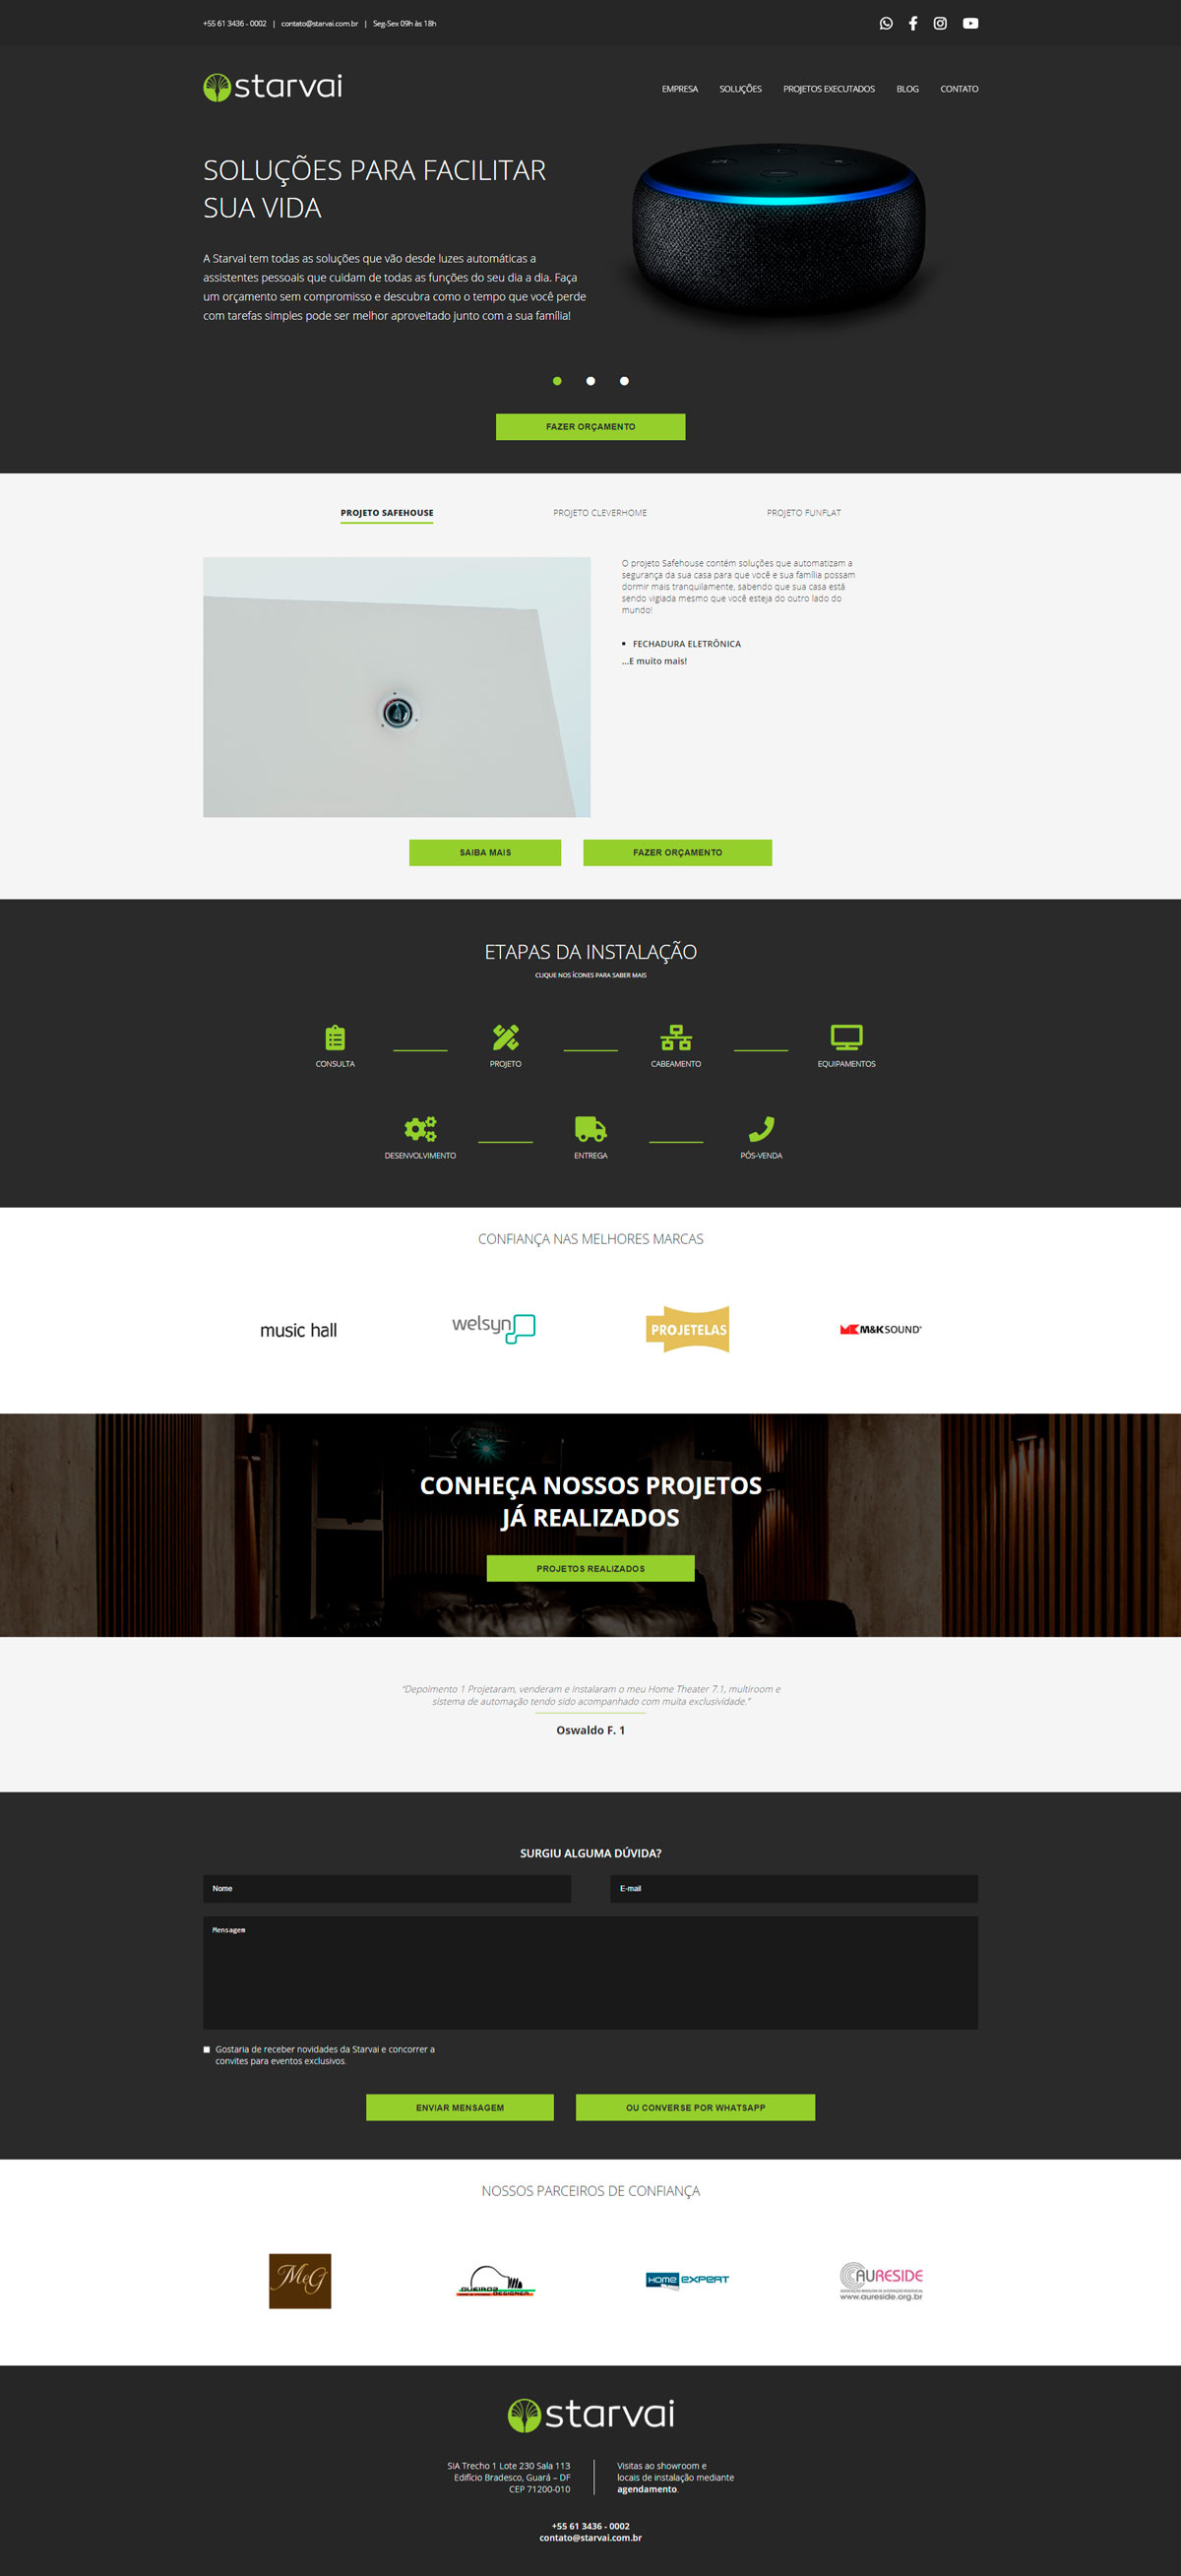 +55 61 3436 - 0002 | contato@starvai.com.br | Seg-Sex 09h às 18h
starvai
EMPRESA SOLUÇÕES PROJETOS EXECUTADOS BLOG CONTATO
SOLUÇÕES PARA FACILITAR
SUA VIDA
A Starvai tem todas as soluções que vão desde luzes automáticas a
assistentes pessoais que cuidam de todas as funções do seu dia a dia. Faça
um orçamento sem compromisso e descubra como o tempo que você perde
com tarefas simples pode ser melhor aproveitado junto com a sua família!
FAZER ORÇAMENTO
PROJETO SAFEHOUSE PROJETO CLEVERHOME PROJETO FUNFLAT
O projeto Safehouse contém soluções que automatizam a
segurança da sua casa para que você e sua família possam
dormir mais tranquilamente, sabendo que sua casa está
sendo vigiada mesmo que você esteja do outro lado do
mundo!
• FECHADURA ELETRÔNICA
...E muito mais!
SAIBA MAIS FAZER ORÇAMENTO
ETAPAS DA INSTALAÇÃO
CLIQUE NOS ÍCONES PARA SABER MAIS
CONSULTA PROJETO CABEAMENTO EQUIPAMENTOS
DESENVOLVIMENTO ENTREGA PÓS-VENDA
CONFIANÇA NAS MELHORES MARCAS
music hall welsyn PROJETELAS M&K SOUND®
CONHEÇA NOSSOS PROJETOS
JÁ REALIZADOS
PROJETOS REALIZADOS
"Depoimento 1 Projetaram, venderam e instalaram o meu Home Theater 7.1, multiroom e
sistema de automação tendo sido acompanhado com muita exclusividade."
Oswaldo F. 1
SURGIU ALGUMA DÚVIDA?
Nome E-mail
Mensagem
Gostaria de receber novidades da Starvai e concorrer a
convites para eventos exclusivos.
ENVIAR MENSAGEM OU CONVERSE POR WHATSAPP
NOSSOS PARCEIROS DE CONFIANÇA
MeG QUEIROZ DESIGNER HOME EXPERT AURESIDE
www.aureside.org.br
starvai
SIA Trecho 1 Lote 230 Sala 113
Edifício Bradesco, Guará – DF
CEP 71200-010
Visitas ao showroom e
locais de instalação mediante
agendamento.
+55 61 3436 - 0002
contato@starvai.com.br